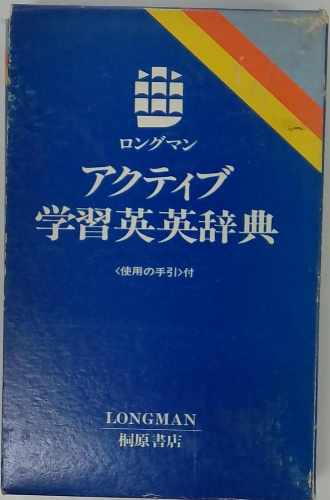 ロングマン
アクティブ
学習英英辞典
〈使用の手引〉付
LONGMAN
桐原書店